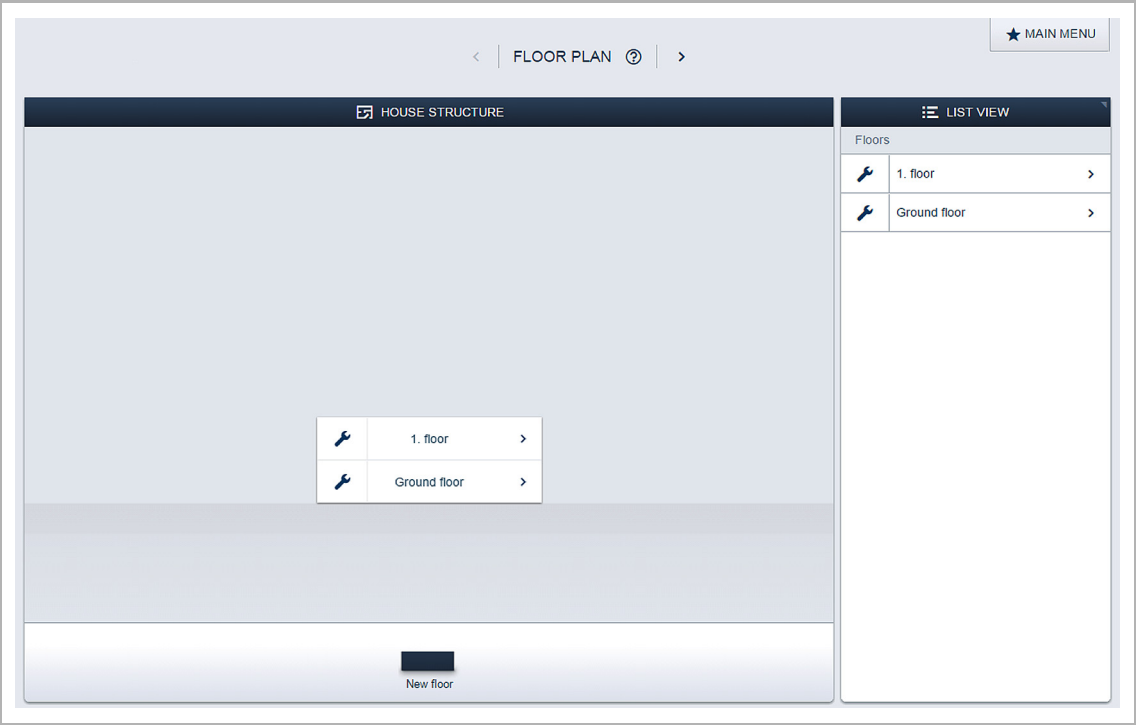 MAIN MENU
FLOOR PLAN
HOUSE STRUCTURE
1. floor
Ground floor
New floor
LIST VIEW
Floors
1. floor
Ground floor